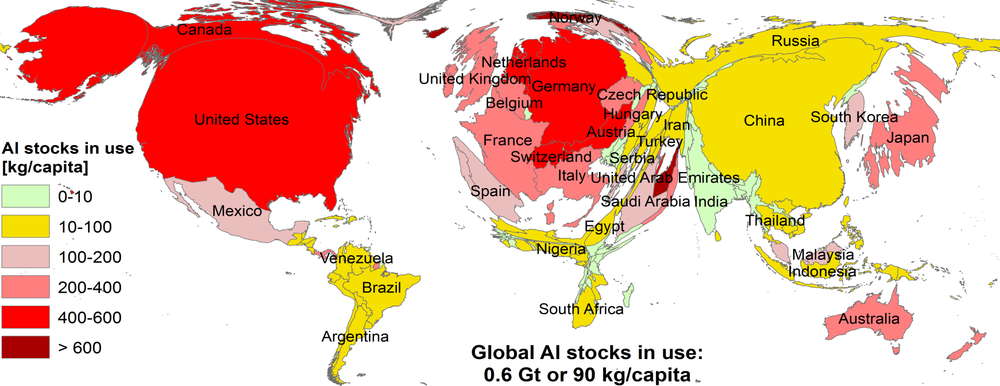 Norway
Canada
Russia
Netherlands
United Kingdom
Germany
Czech Republic
Belgium
Hungary
United States
China
South Korea
Iran
Austria
Japan
France
Turkey
Al stocks in use
[kg/capita]
0-10
10-100
100-200
200-400
400-600
> 600
Switzerland
Serbia
Italy
United Arab Emirates
Spain
Saudi Arabia
India
Mexico
Thailand
Egypt
Nigeria
Malaysia
Venezuela
Indonesia
Brazil
South Africa
Australia
Argentina
Global Al stocks in use:
0.6 Gt or 90 kg/capita